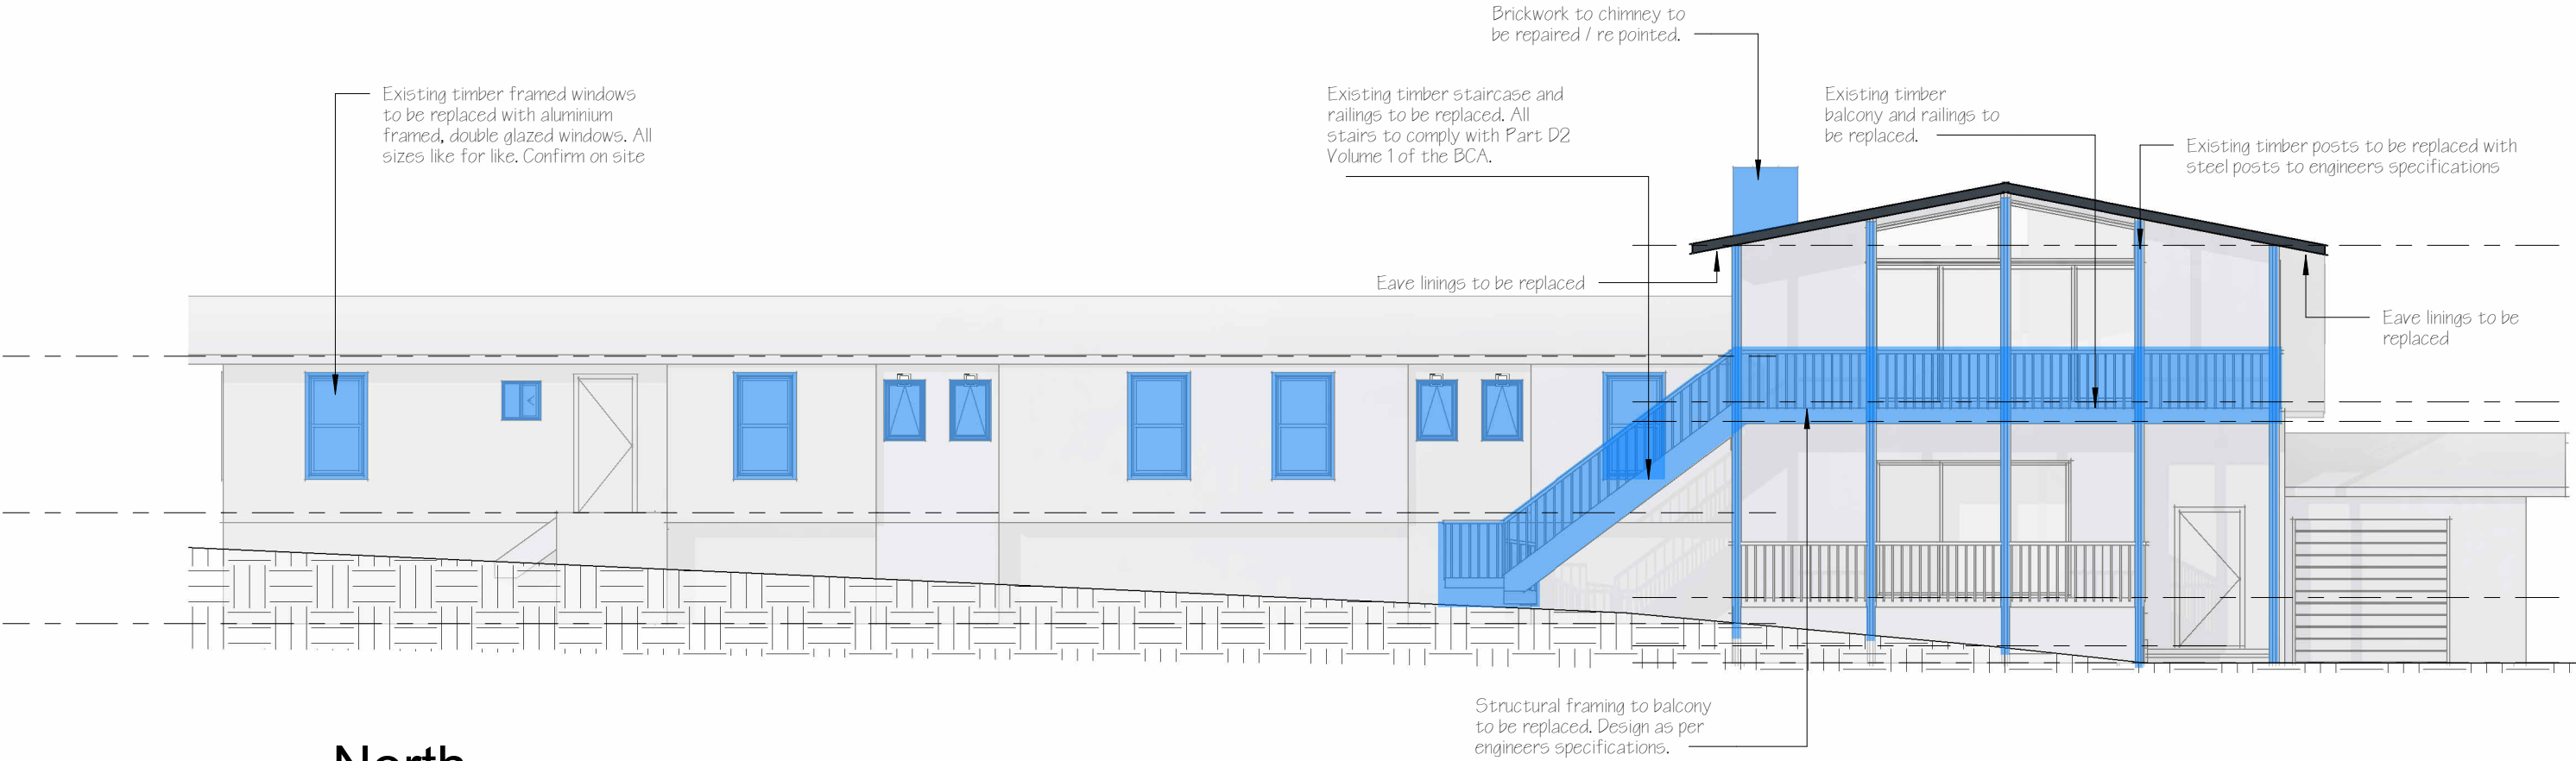 Brickwork to chimney to
be repaired / re pointed.
Existing timber framed windows
to be replaced with aluminium
framed, double glazed windows. All
sizes like for like. Confirm on site
Existing timber staircase and
railings to be replaced. All
stairs to comply with Part D2
Volume 1 of the BCA.
Existing timber
balcony and railings to
be replaced.
Existing timber posts to be replaced with
steel posts to engineers specifications
Eave linings to be replaced
Eave linings to be
replaced
Structural framing to balcony
to be replaced. Design as per
engineers specifications.
North